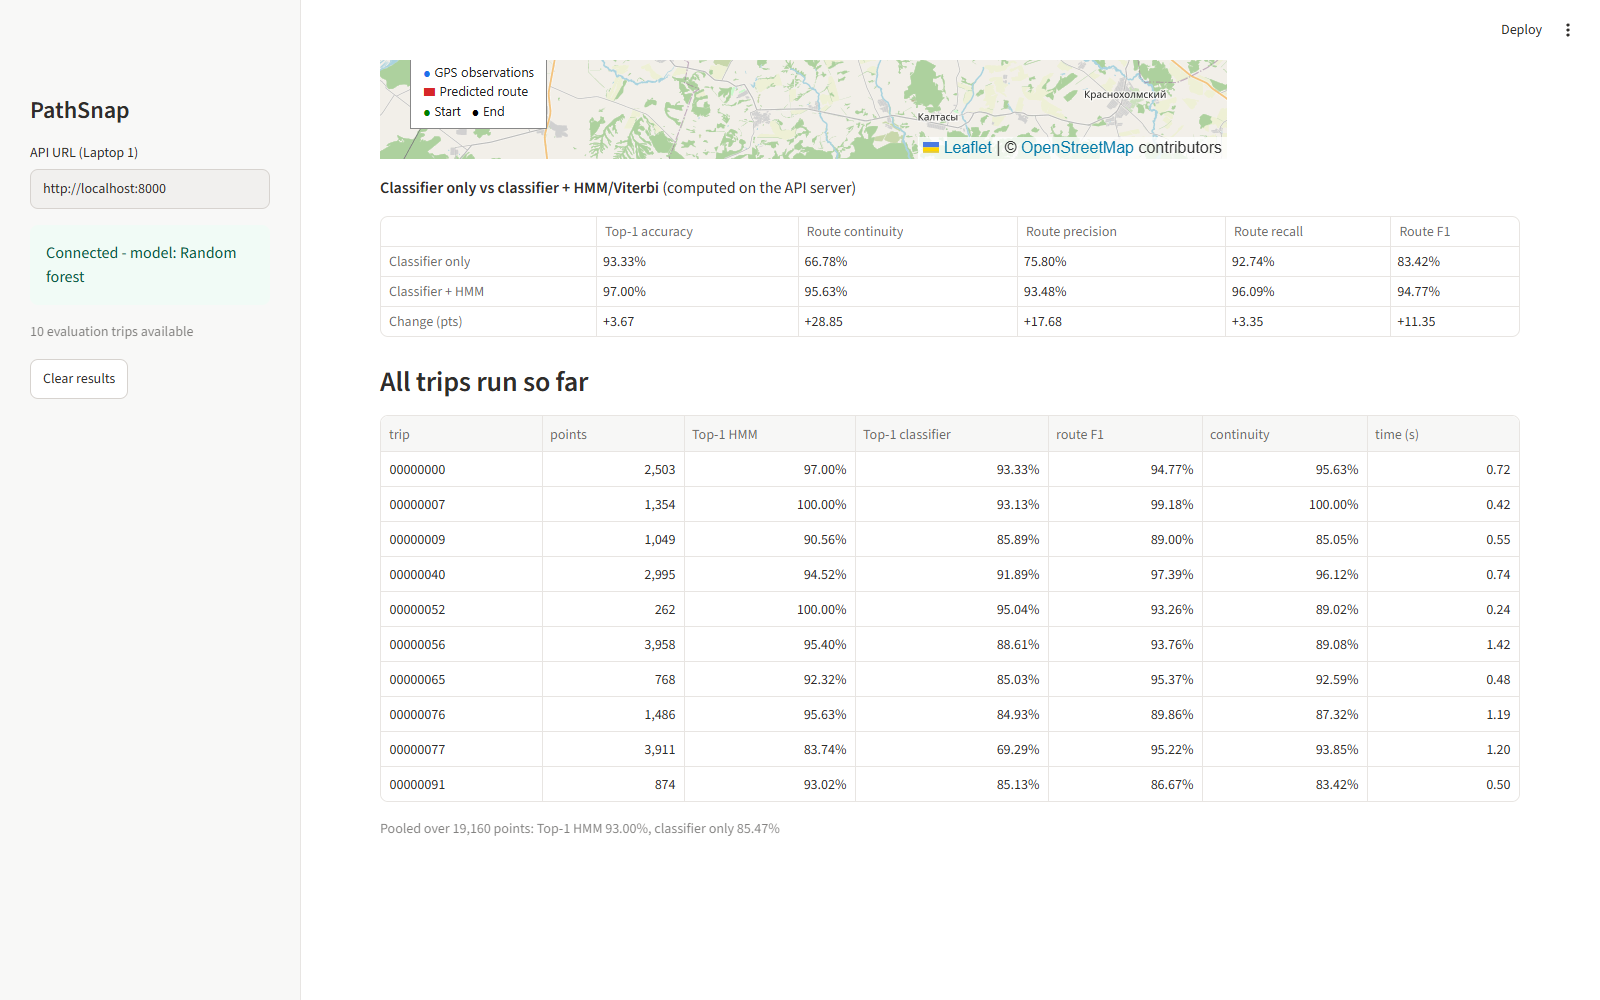 Deploy
PathSnap
API URL (Laptop 1)
http://localhost:8000
Connected - model: Random
forest
10 evaluation trips available
Clear results
GPS observations
Predicted route
Start End
Краснохолмский
Калтасы
Leaflet | © OpenStreetMap contributors
Classifier only vs classifier + HMM/Viterbi (computed on the API server)
Top-1 accuracy Route continuity Route precision Route recall Route F1
Classifier only 93.33% 66.78% 75.80% 92.74% 83.42%
Classifier + HMM 97.00% 95.63% 93.48% 96.09% 94.77%
Change (pts) +3.67 +28.85 +17.68 +3.35 +11.35
All trips run so far
trip points Top-1 HMM Top-1 classifier route F1 continuity time (s)
00000000 2,503 97.00% 93.33% 94.77% 95.63% 0.72
00000007 1,354 100.00% 93.13% 99.18% 100.00% 0.42
00000009 1,049 90.56% 85.89% 89.00% 85.05% 0.55
00000040 2,995 94.52% 91.89% 97.39% 96.12% 0.74
00000052 262 100.00% 95.04% 93.26% 89.02% 0.24
00000056 3,958 95.40% 88.61% 93.76% 89.08% 1.42
00000065 768 92.32% 85.03% 95.37% 92.59% 0.48
00000076 1,486 95.63% 84.93% 89.86% 87.32% 1.19
00000077 3,911 83.74% 69.29% 95.22% 93.85% 1.20
00000091 874 93.02% 85.13% 86.67% 83.42% 0.50
Pooled over 19,160 points: Top-1 HMM 93.00%, classifier only 85.47%